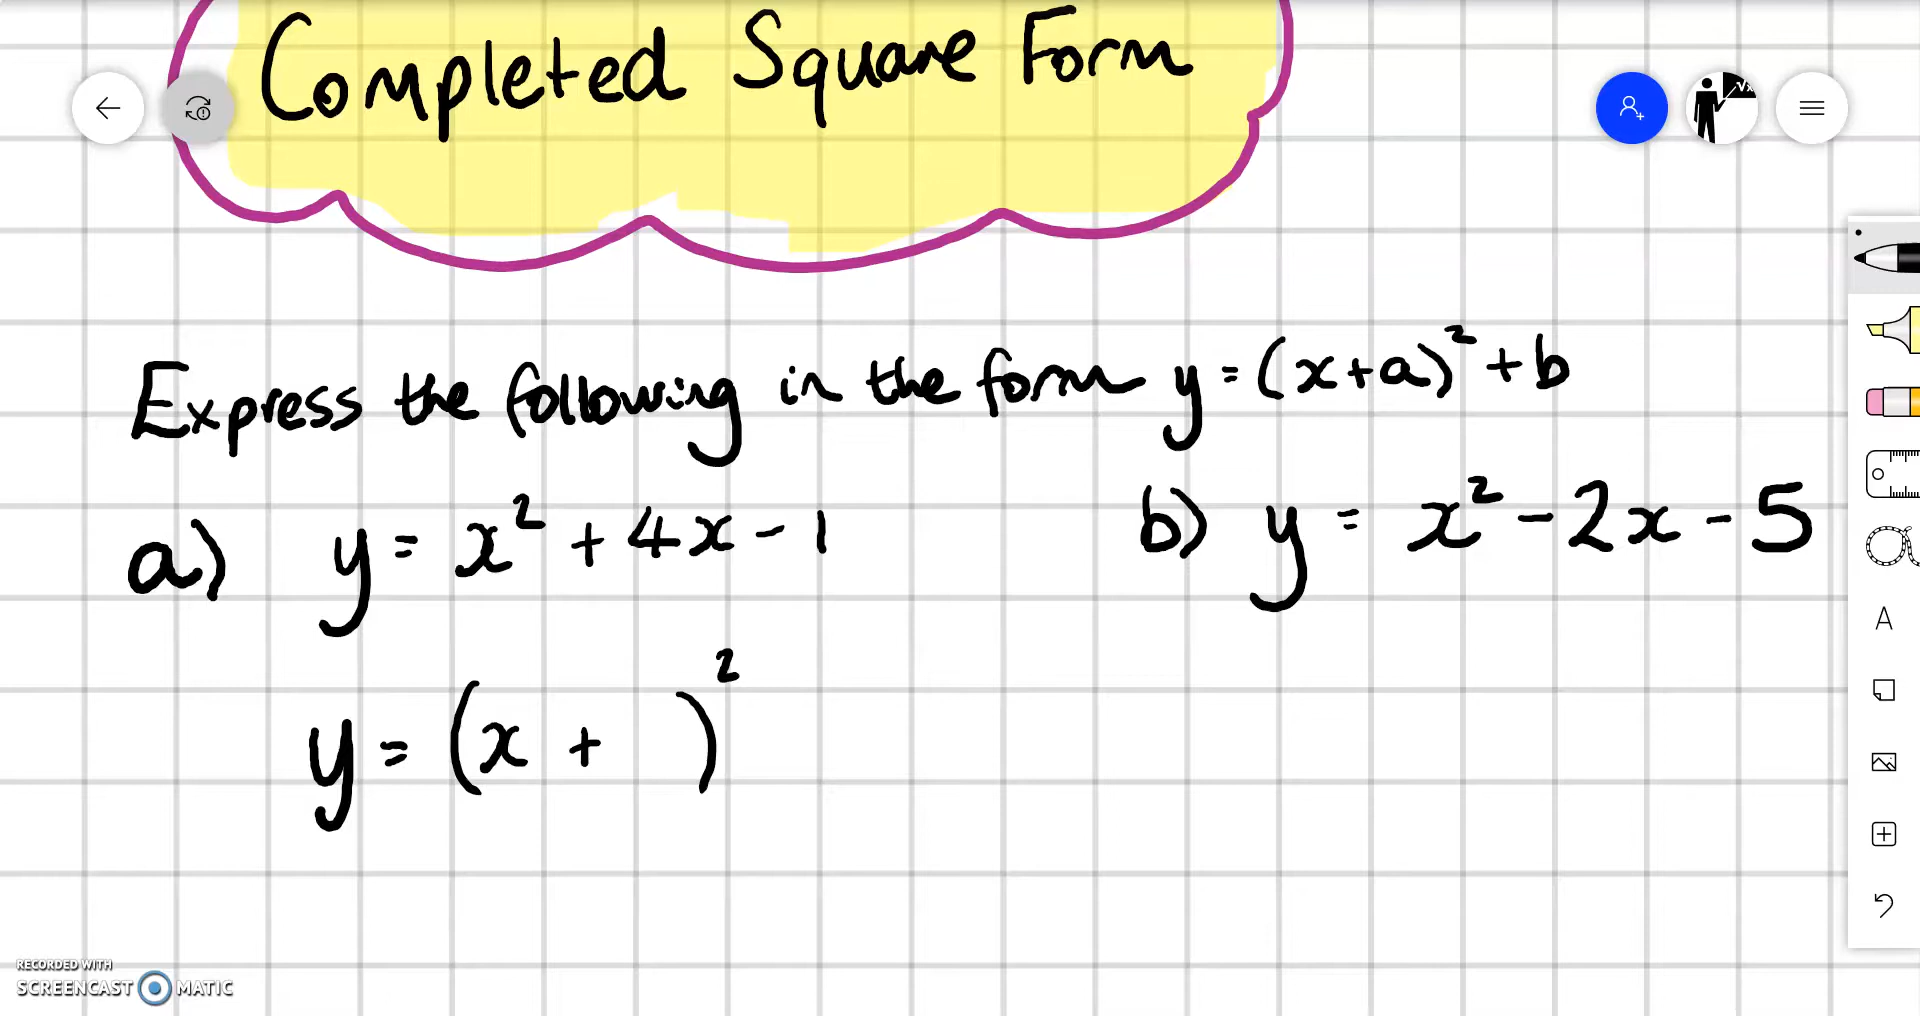 Completed Square Form
Express the following in the form y = (x+a)² + b
a) y = x² + 4x - 1
b) y = x² - 2x - 5
y = (x + )²
A
RECORDED WITH
SCREENCAST MATIC